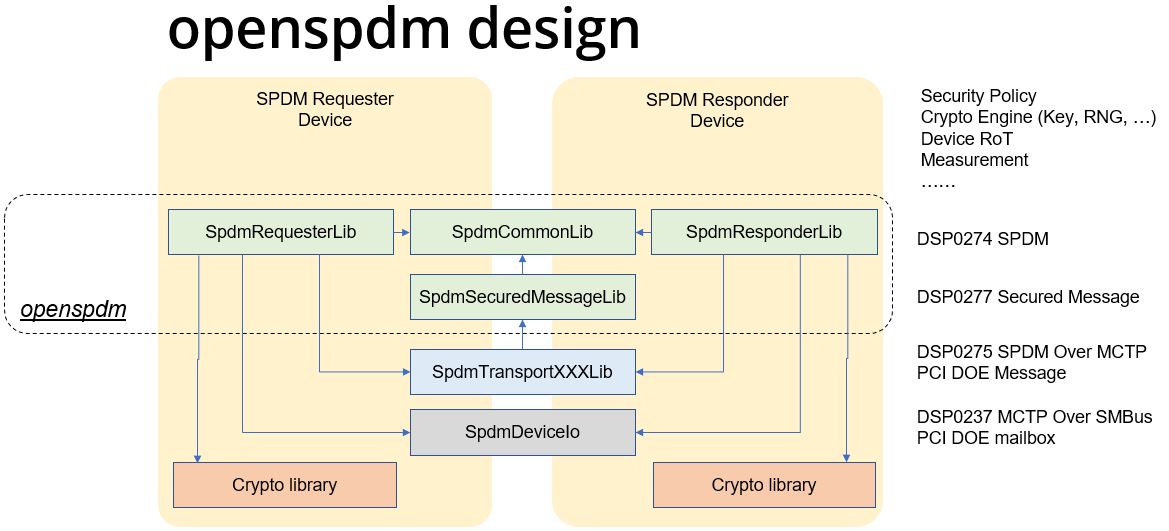 openspdm design
SPDM Requester
Device
SPDM Responder
Device
Security Policy
Crypto Engine (Key, RNG, …)
Device RoT
Measurement
……
SpdmRequesterLib
SpdmCommonLib
SpdmResponderLib
DSP0274 SPDM
SpdmSecuredMessageLib
DSP0277 Secured Message
openspdm
SpdmTransportXXXLib
DSP0275 SPDM Over MCTP
PCI DOE Message
SpdmDeviceIo
DSP0237 MCTP Over SMBus
PCI DOE mailbox
Crypto library
Crypto library